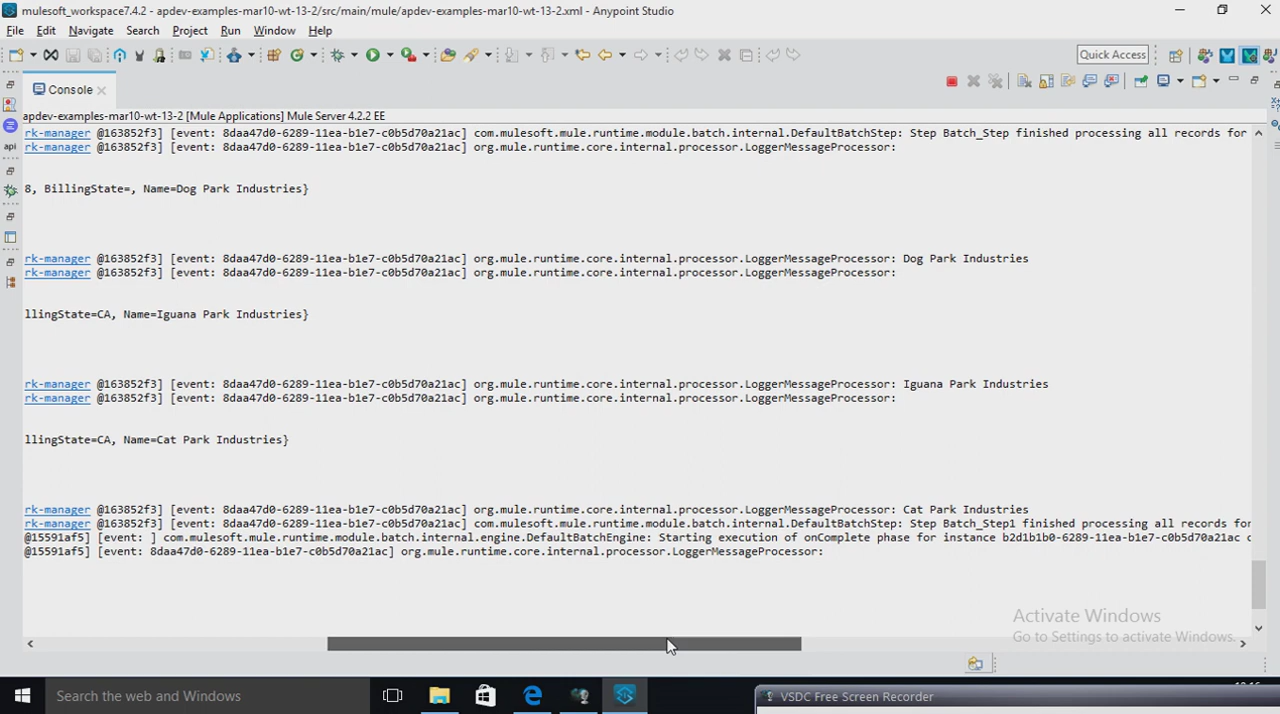 mulesoft_workspace7.4.2 - apdev-examples-mar10-wt-13-2/src/main/mule/apdev-examples-mar10-wt-13-2.xml - Anypoint Studio
File Edit Navigate Search Project Run Window Help
Quick Access
Console
apdev-examples-mar10-wt-13-2 [Mule Applications] Mule Server 4.2.2 EE
rk-manager @163852f3] [event: 8daa47d0-6289-11ea-b1e7-c0b5d70a21ac] com.mulesoft.mule.runtime.module.batch.internal.DefaultBatchStep: Step Batch_Step finished processing all records for
rk-manager @163852f3] [event: 8daa47d0-6289-11ea-b1e7-c0b5d70a21ac] org.mule.runtime.core.internal.processor.LoggerMessageProcessor:
api
8, BillingState=, Name=Dog Park Industries}
rk-manager @163852f3] [event: 8daa47d0-6289-11ea-b1e7-c0b5d70a21ac] org.mule.runtime.core.internal.processor.LoggerMessageProcessor: Dog Park Industries
rk-manager @163852f3] [event: 8daa47d0-6289-11ea-b1e7-c0b5d70a21ac] org.mule.runtime.core.internal.processor.LoggerMessageProcessor:
llingState=CA, Name=Iguana Park Industries}
rk-manager @163852f3] [event: 8daa47d0-6289-11ea-b1e7-c0b5d70a21ac] org.mule.runtime.core.internal.processor.LoggerMessageProcessor: Iguana Park Industries
rk-manager @163852f3] [event: 8daa47d0-6289-11ea-b1e7-c0b5d70a21ac] org.mule.runtime.core.internal.processor.LoggerMessageProcessor:
llingState=CA, Name=Cat Park Industries}
rk-manager @163852f3] [event: 8daa47d0-6289-11ea-b1e7-c0b5d70a21ac] org.mule.runtime.core.internal.processor.LoggerMessageProcessor: Cat Park Industries
rk-manager @163852f3] [event: 8daa47d0-6289-11ea-b1e7-c0b5d70a21ac] com.mulesoft.mule.runtime.module.batch.internal.DefaultBatchStep: Step Batch_Step1 finished processing all records for
@15591af5] [event: ] com.mulesoft.mule.runtime.module.batch.internal.engine.DefaultBatchEngine: Starting execution of onComplete phase for instance b2d1b1b0-6289-11ea-b1e7-c0b5d70a21ac
@15591af5] [event: 8daa47d0-6289-11ea-b1e7-c0b5d70a21ac] org.mule.runtime.core.internal.processor.LoggerMessageProcessor:
Activate Windows
Go to Settings to activate Windows.
Search the web and Windows
VSDC Free Screen Recorder